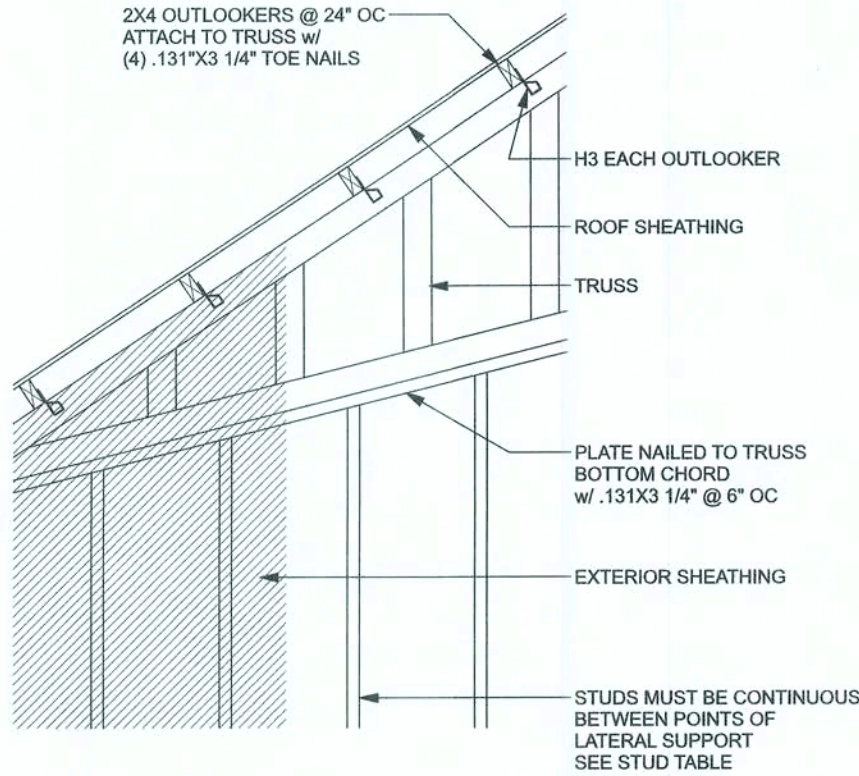 2X4 OUTLOOKERS @ 24" OC
ATTACH TO TRUSS w/
(4) .131"X3 1/4" TOE NAILS
H3 EACH OUTLOOKER
ROOF SHEATHING
TRUSS
PLATE NAILED TO TRUSS
BOTTOM CHORD
w/ .131X3 1/4" @ 6" OC
EXTERIOR SHEATHING
STUDS MUST BE CONTINUOUS
BETWEEN POINTS OF
LATERAL SUPPORT
SEE STUD TABLE